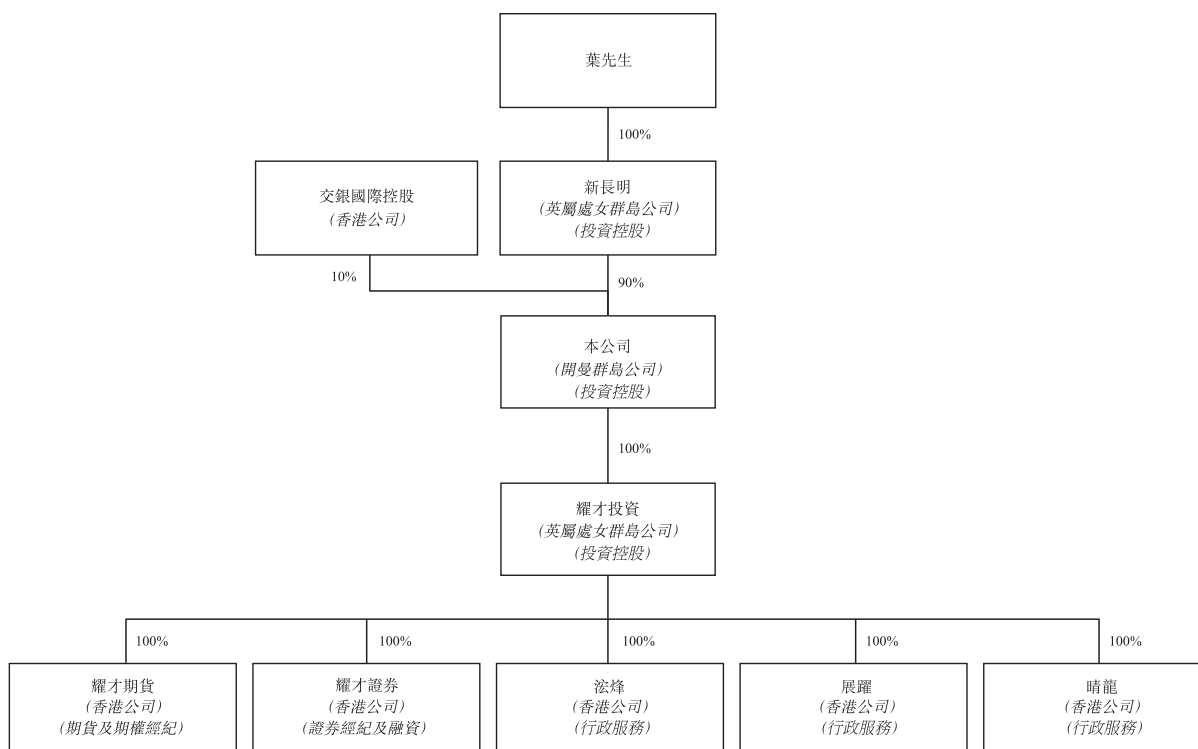 葉先生
100%
交銀國際控股
(香港公司)
新長明
(英屬處女群島公司)
(投資控股)
10%
90%
本公司
(開曼群島公司)
(投資控股)
100%
耀才投資
(英屬處女群島公司)
(投資控股)
100%
100%
100%
100%
100%
耀才期貨
(香港公司)
(期貨及期權經紀)
耀才證券
(香港公司)
(證券經紀及融資)
浤烽
(香港公司)
(行政服務)
展躍
(香港公司)
(行政服務)
晴龍
(香港公司)
(行政服務)